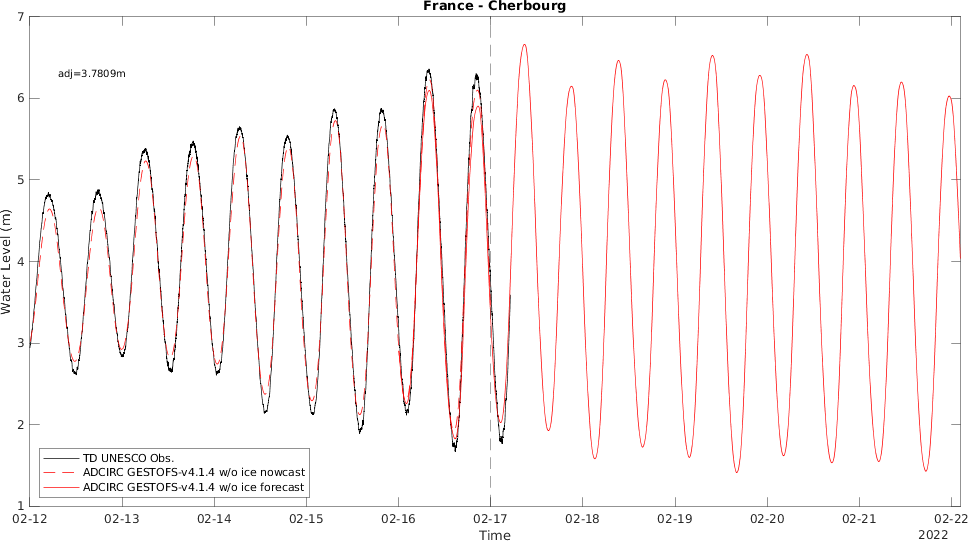 France - Cherbourg
7
adj=3.7809m
6
5
4
3
2
1
Water Level (m)
TD UNESCO Obs.
ADCIRC GESTOFS-v4.1.4 w/o ice nowcast
ADCIRC GESTOFS-v4.1.4 w/o ice forecast
02-12 02-13 02-14 02-15 02-16 02-17 02-18 02-19 02-20 02-21 02-22
Time
2022